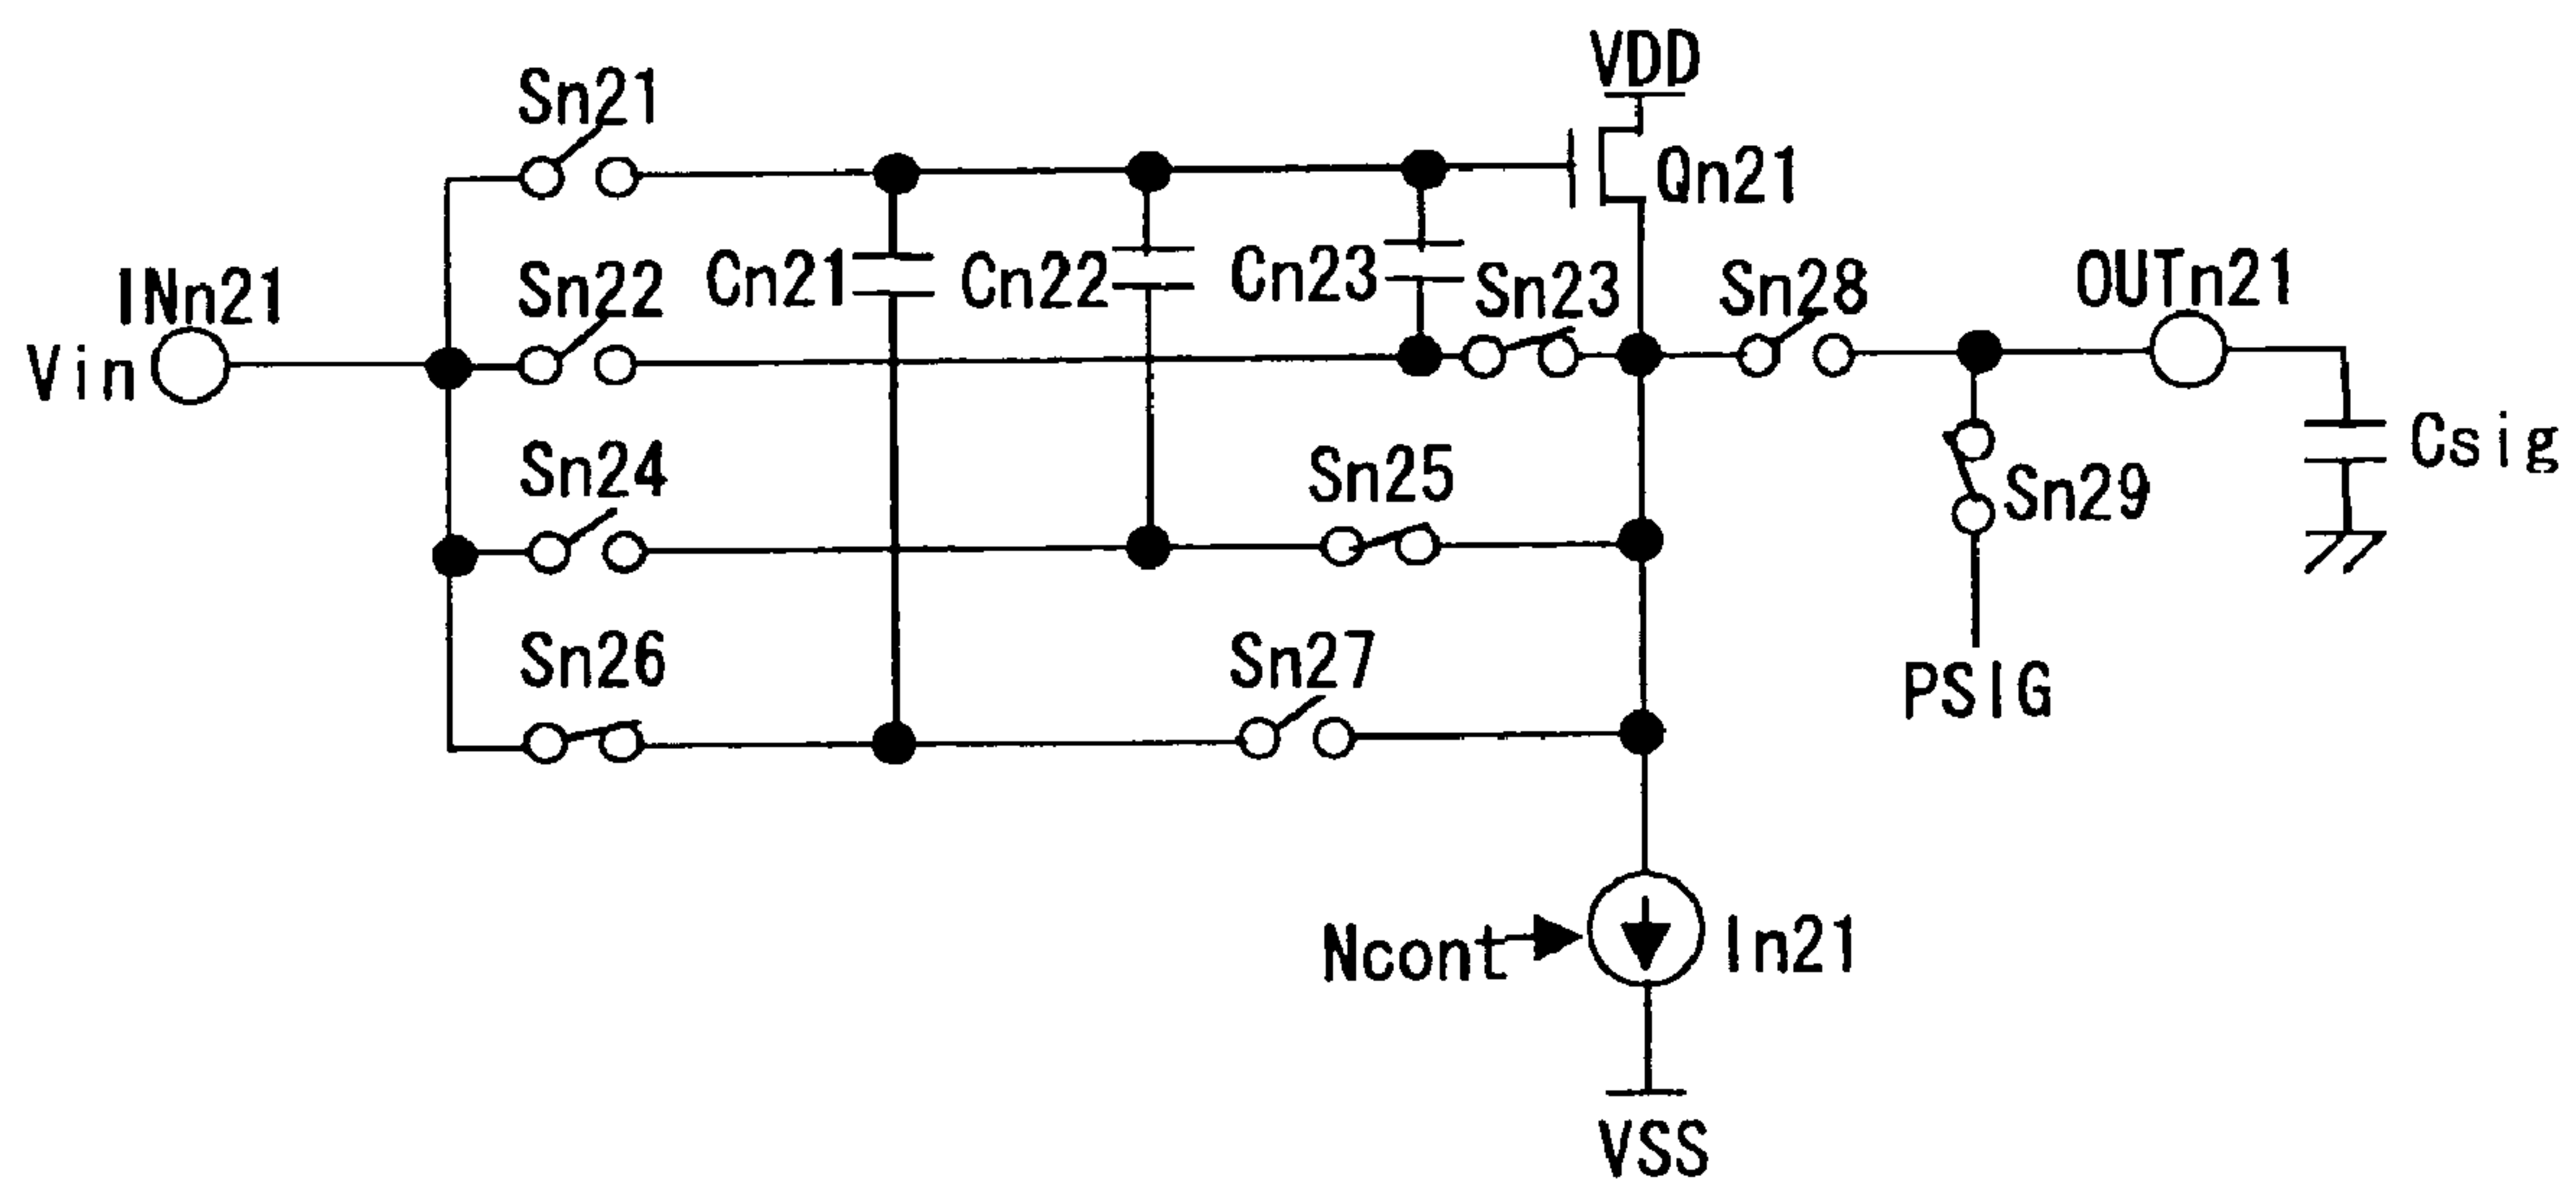 VDD
Sn21
Qn21
INn21
Sn22
Cn21
Cn22
Cn23
Sn23
Sn28
OUTn21
Vin
Csig
Sn24
Sn25
Sn29
Sn26
Sn27
PSIG
Ncont
In21
VSS